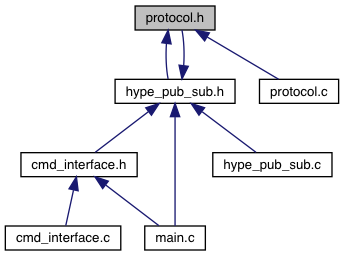 protocol.h
hype_pub_sub.h
protocol.c
cmd_interface.h
hype_pub_sub.c
cmd_interface.c
main.c